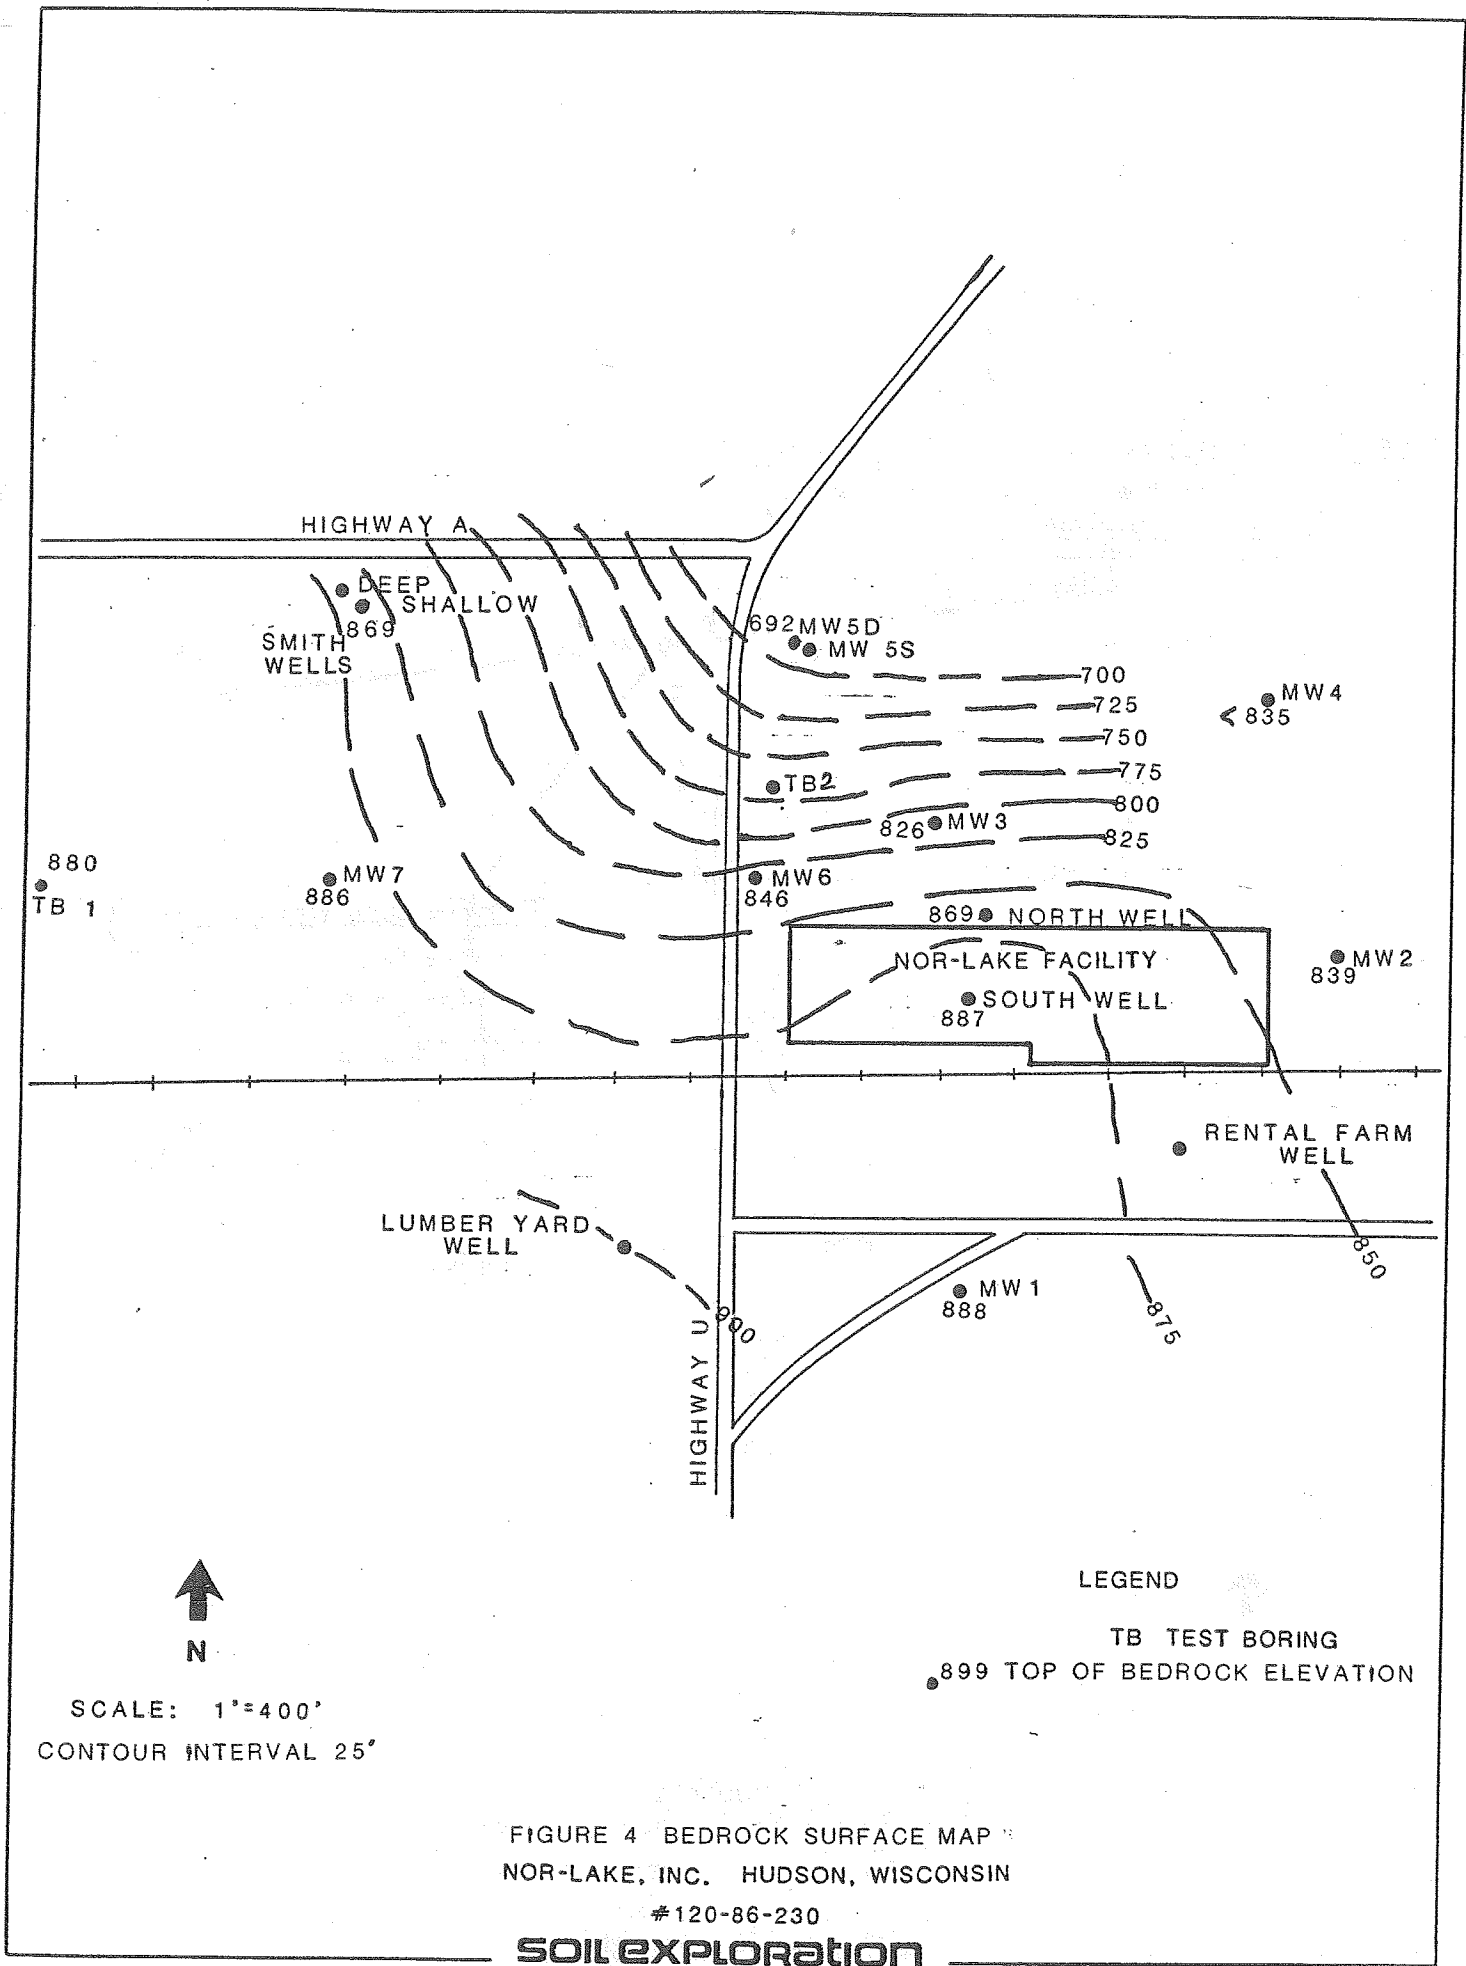 HIGHWAY A
DEEP
SHALLOW
869
SMITH
WELLS
692 MW5D
MW 5S
700
725
750
775
800
825
MW4
< 835
TB2
826 MW3
880
TB 1
MW7
886
MW6
846
869 NORTH WELL
NOR-LAKE FACILITY
SOUTH WELL
887
MW2
839
RENTAL FARM
WELL
LUMBER YARD
WELL
850
MW1
888
875
900
HIGHWAY U
N
SCALE: 1"=400'
CONTOUR INTERVAL 25'
LEGEND
TB TEST BORING
899 TOP OF BEDROCK ELEVATION
FIGURE 4 BEDROCK SURFACE MAP
NOR-LAKE, INC. HUDSON, WISCONSIN
#120-86-230
SOIL EXPLORATION